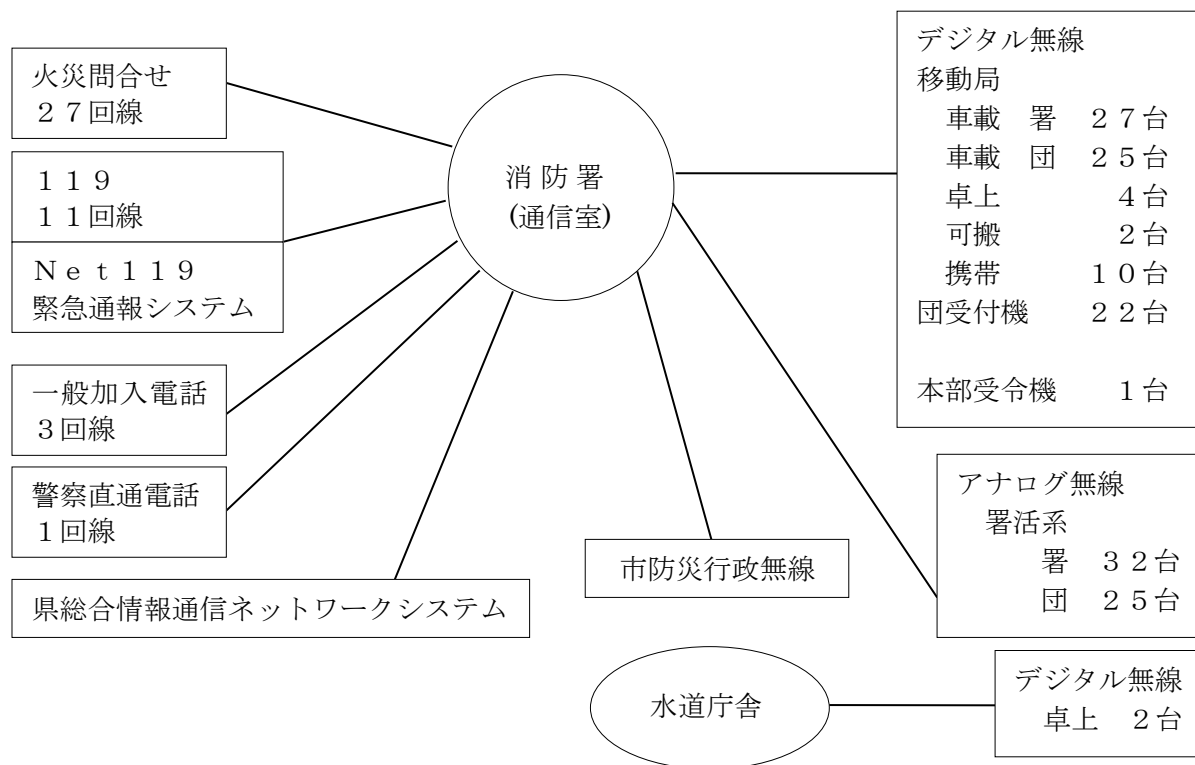 火災問合せ
２７回線
１１９
１１回線
Ｎｅｔ１１９
緊急通報システム
一般加入電話
３回線
警察直通電話
１回線
県総合情報通信ネットワークシステム
消防署
(通信室)
市防災行政無線
水道庁舎
デジタル無線
移動局
車載　署　２７台
車載　団　２５台
卓上　４台
可搬　２台
携帯　１０台
団受付機　２２台
本部受令機　１台
アナログ無線
署活系
署　３２台
団　２５台
デジタル無線
卓上　２台